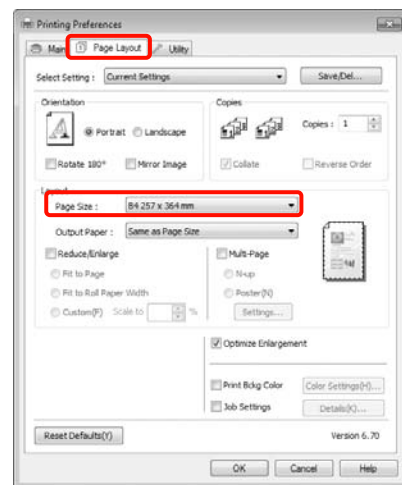 Printing Preferences
Main Page Layout Utility
Select Setting : Current Settings Save/Del...
Orientation Copies
Portrait Landscape Copies : 1
Rotate 180° Mirror Image Collate Reverse Order
Layout
Page Size : B4 257 x 364 mm
Output Paper : Same as Page Size
Reduce/Enlarge Multi-Page
Fit to Page N-up
Fit to Roll Paper Width Poster(N)
Custom(P) Scale to % Settings...
Optimize Enlargement
Print Bckg Color Color Settings(H)...
Job Settings Details(K)...
Reset Defaults(Y) Version 6.70
OK Cancel Help